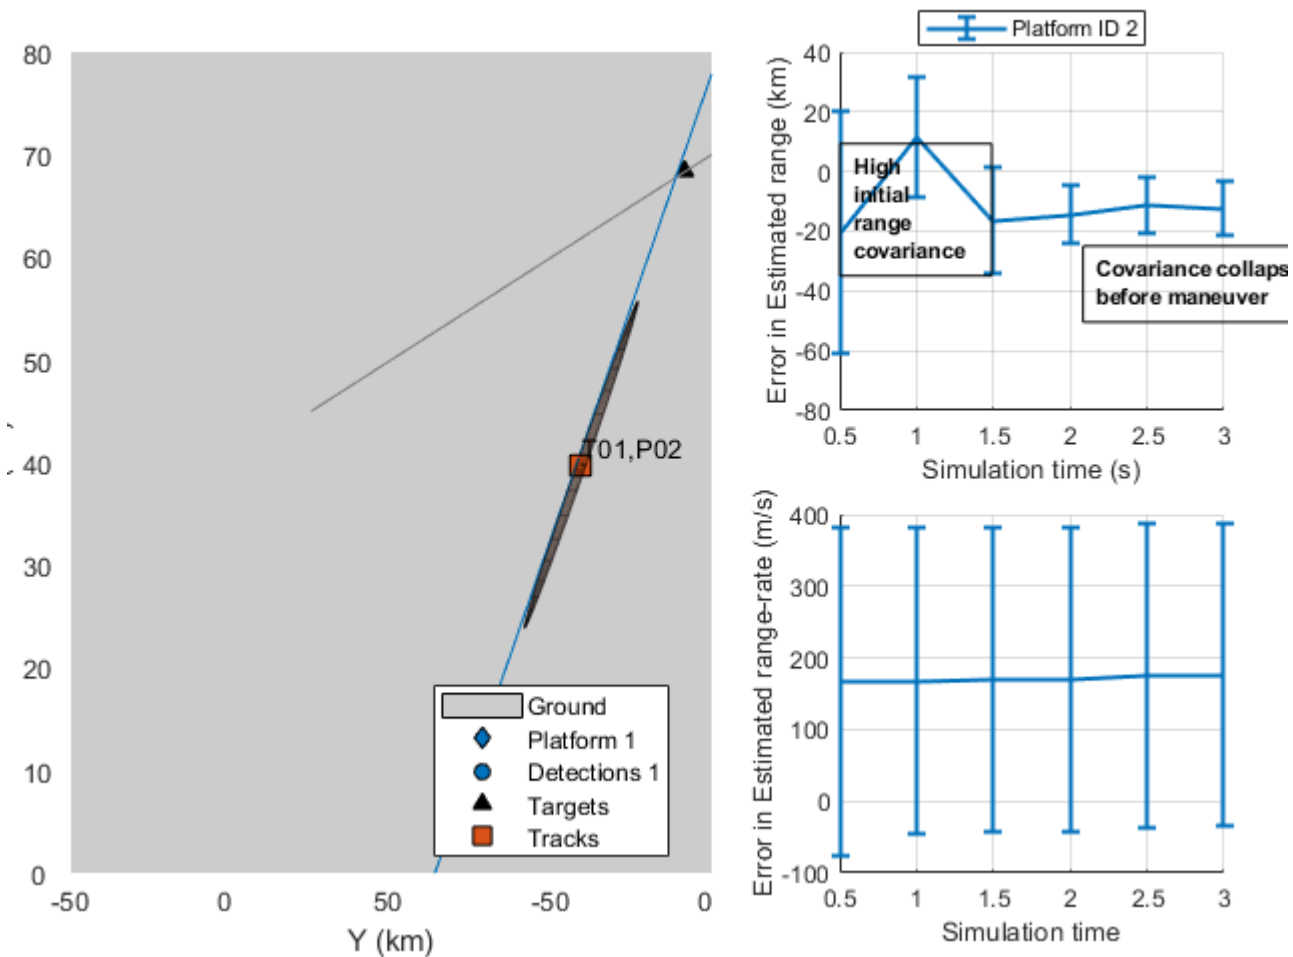 80
70
60
50
40
30
20
10
0
-50
0
50
-50
0
Y (km)
T01,P02
Ground
Platform 1
Detections 1
Targets
Tracks
Platform ID 2
Error in Estimated range (km)
40
20
0
-20
-40
-60
-80
High
initial
range
covariance
Covariance collaps
before maneuver
0.5
1
1.5
2
2.5
3
Simulation time (s)
Error in Estimated range-rate (m/s)
400
300
200
100
0
-100
0.5
1
1.5
2
2.5
3
Simulation time